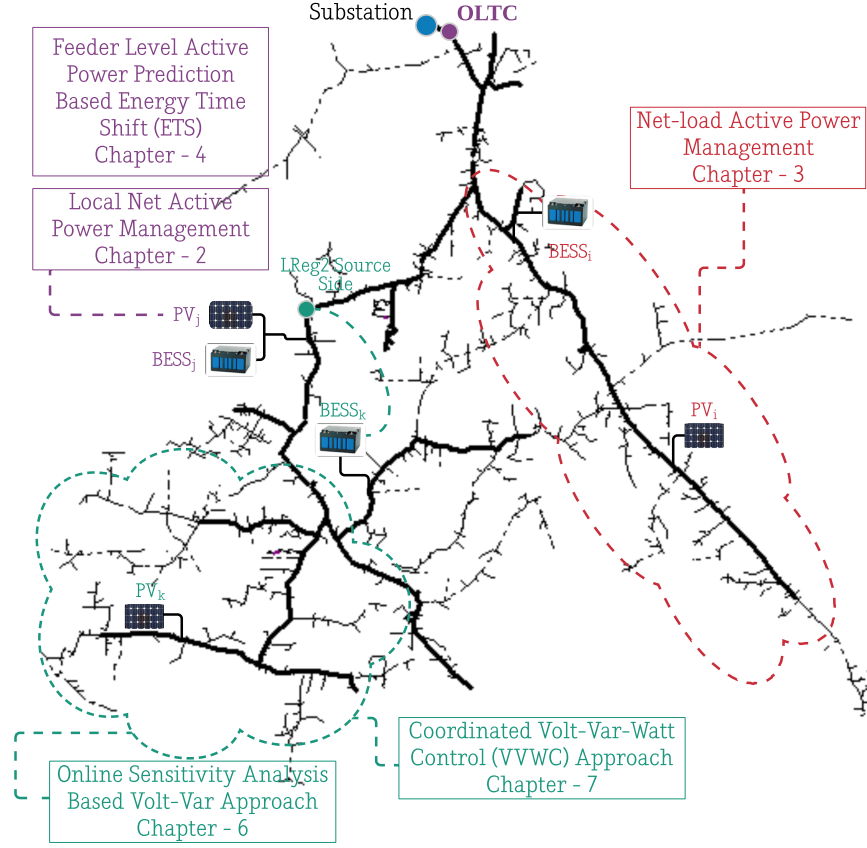 Substation
OLTC
Feeder Level Active
Power Prediction
Based Energy Time
Shift (ETS)
Chapter - 4
Net-load Active Power
Management
Chapter - 3
Local Net Active
Power Management
Chapter - 2
BESSi
LReg2 Source
Side
PVj
BESSj
BESSk
PVi
PVk
Coordinated Volt-Var-Watt
Control (VVWC) Approach
Chapter - 7
Online Sensitivity Analysis
Based Volt-Var Approach
Chapter - 6